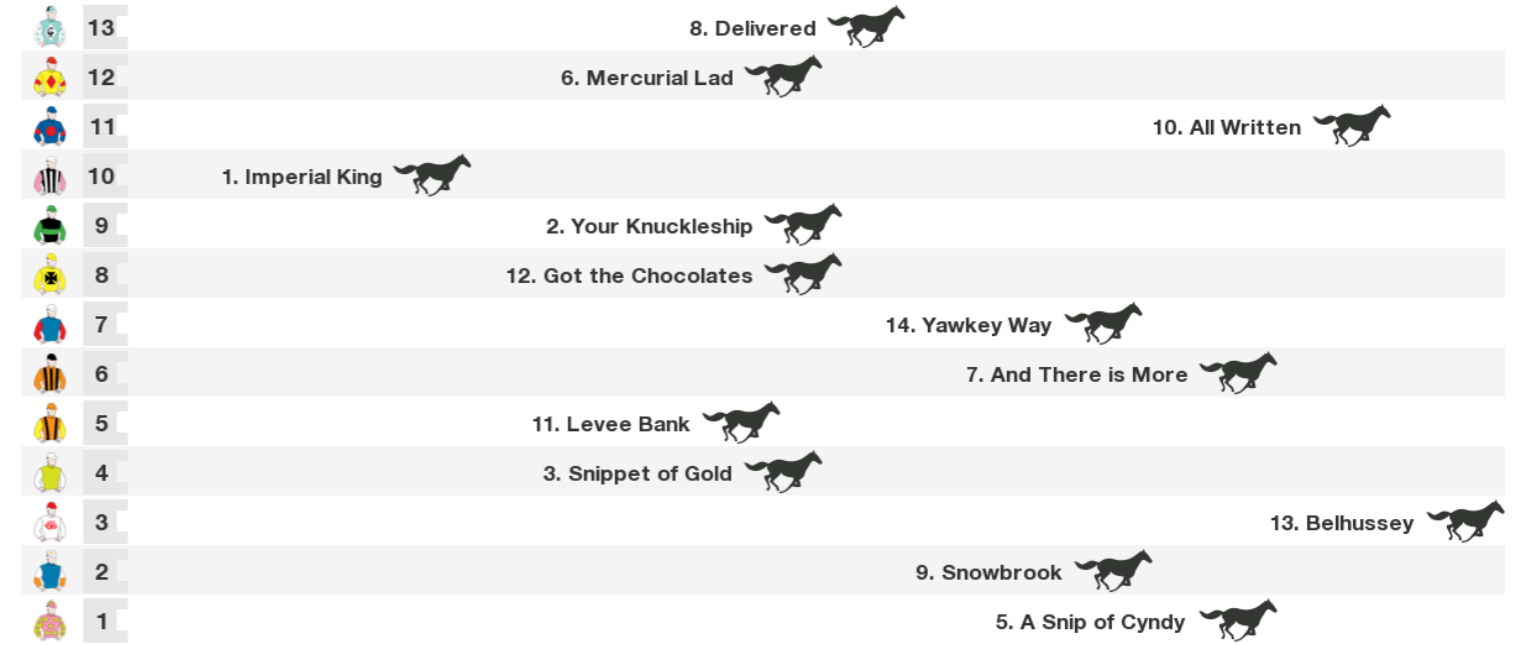 13 8. Delivered
12 6. Mercurial Lad
11 10. All Written
10 1. Imperial King
9 2. Your Knuckleship
8 12. Got the Chocolates
7 14. Yawkey Way
6 7. And There is More
5 11. Levee Bank
4 3. Snippet of Gold
3 13. Belhussey
2 9. Snowbrook
1 5. A Snip of Cyndy